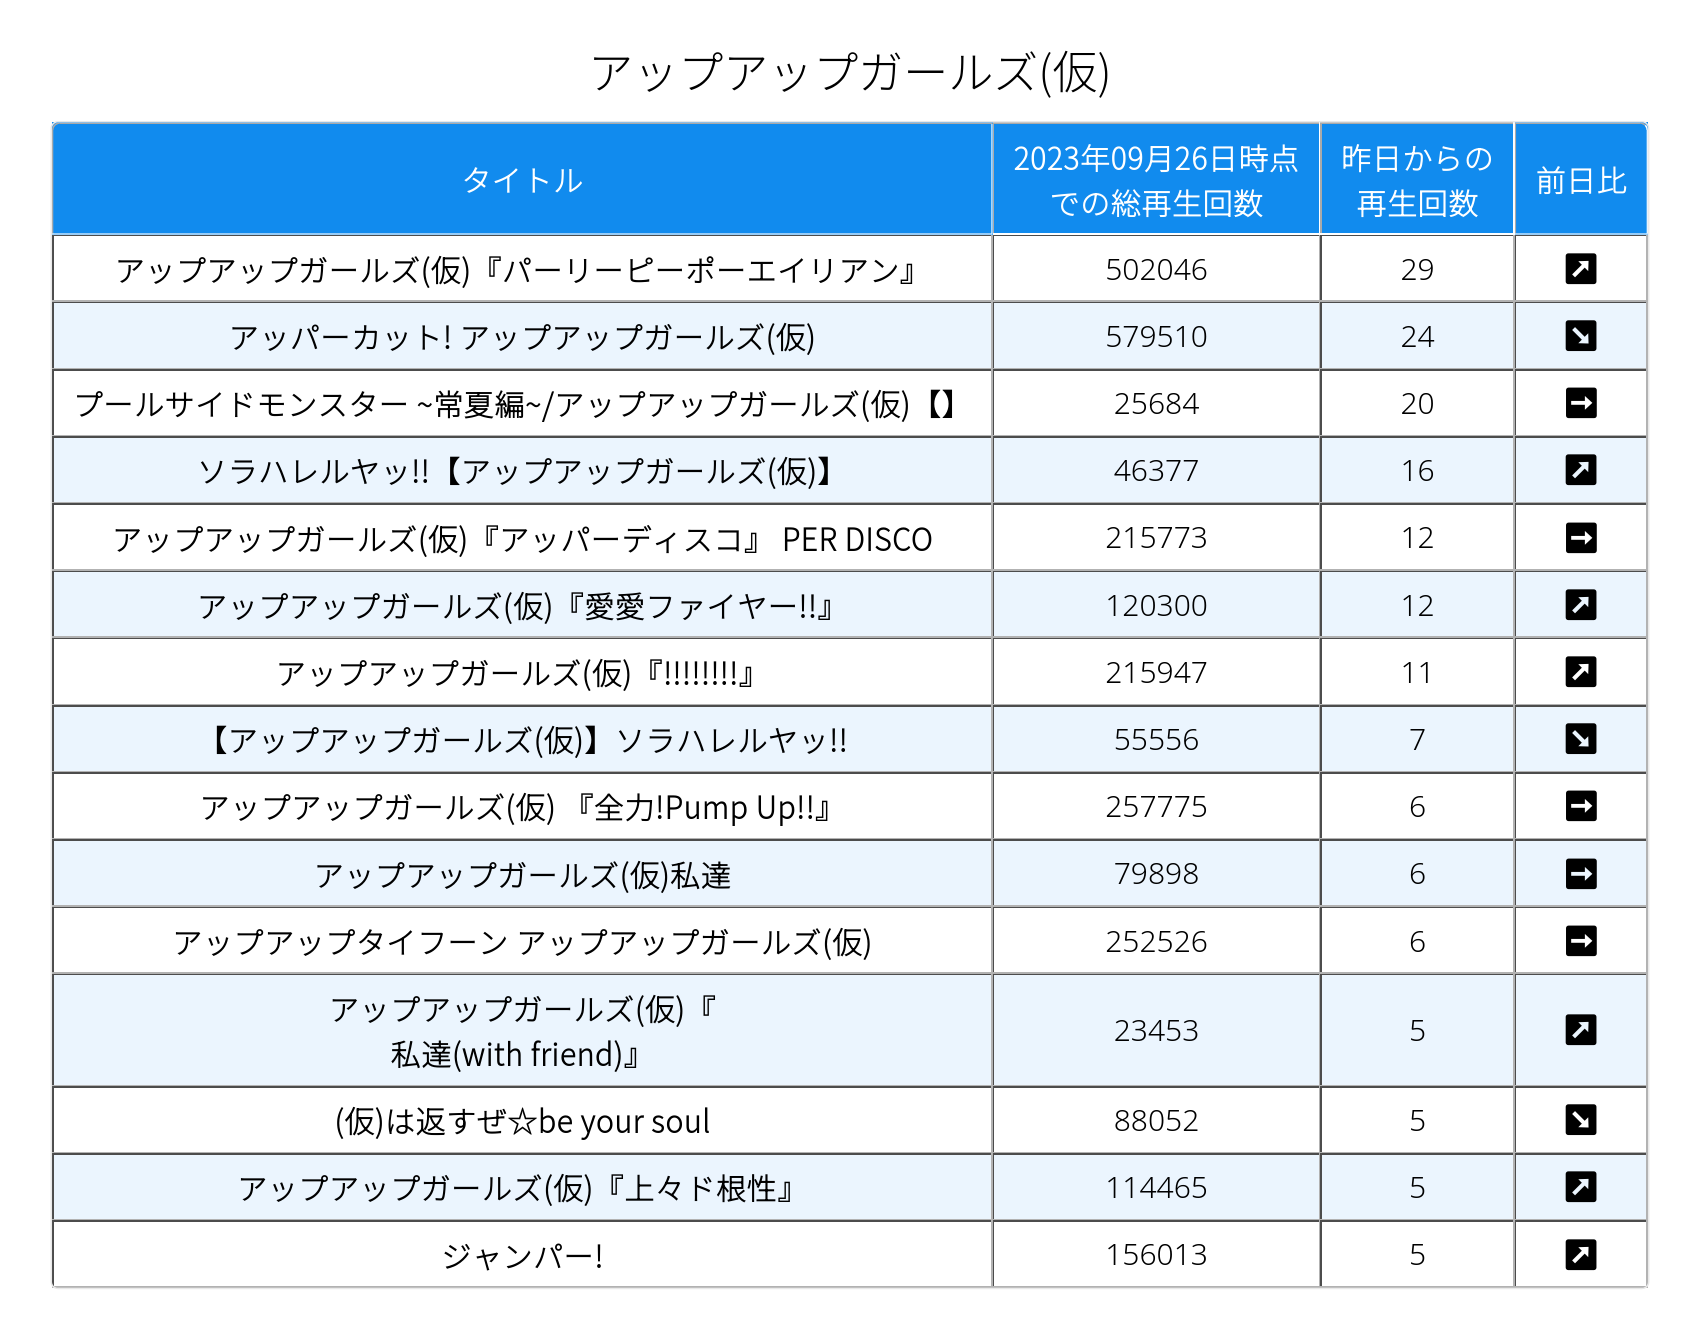 アップアップガールズ(仮)
タイトル
2023年09月26日時点
での総再生回数
昨日からの
再生回数
前日比
アップアップガールズ(仮)『パーリーピーポーエイリアン』 502046 29
アッパーカット! アップアップガールズ(仮) 579510 24
プールサイドモンスター ~常夏編~/アップアップガールズ(仮)【】 25684 20
ソラハレルヤッ!!【アップアップガールズ(仮)】 46377 16
アップアップガールズ(仮)『アッパーディスコ』 PER DISCO 215773 12
アップアップガールズ(仮)『愛愛ファイヤー!!』 120300 12
アップアップガールズ(仮)『!!!!!!!!』 215947 11
【アップアップガールズ(仮)】ソラハレルヤッ!! 55556 7
アップアップガールズ(仮) 『全力!Pump Up!!』 257775 6
アップアップガールズ(仮)私達 79898 6
アップアップタイフーン アップアップガールズ(仮) 252526 6
アップアップガールズ(仮)『
私達(with friend)』 23453 5
(仮)は返すぜ☆be your soul 88052 5
アップアップガールズ(仮)『上々ド根性』 114465 5
ジャンパー! 156013 5